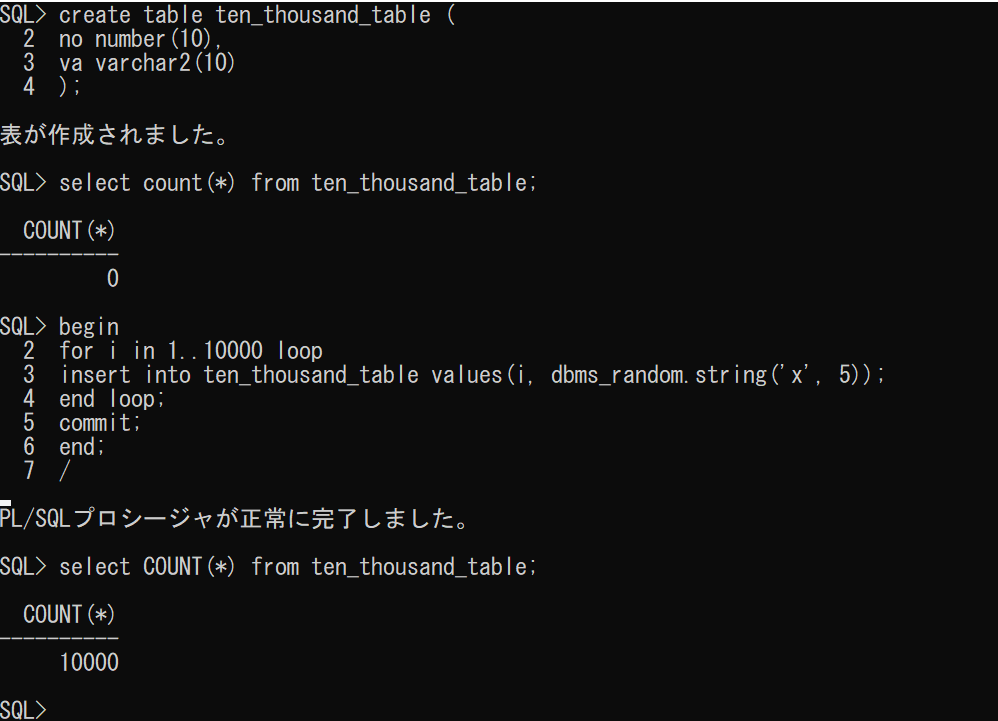 SQL> create table ten_thousand_table (
  2  no number(10),
  3  va varchar2(10)
  4  );
表が作成されました。
SQL> select count(*) from ten_thousand_table;
  COUNT(*)
----------
         0
SQL> begin
  2  for i in 1..10000 loop
  3  insert into ten_thousand_table values(i, dbms_random.string('x', 5));
  4  end loop;
  5  commit;
  6  end;
  7  /
PL/SQLプロシージャが正常に完了しました。
SQL> select COUNT(*) from ten_thousand_table;
  COUNT(*)
----------
     10000
SQL>